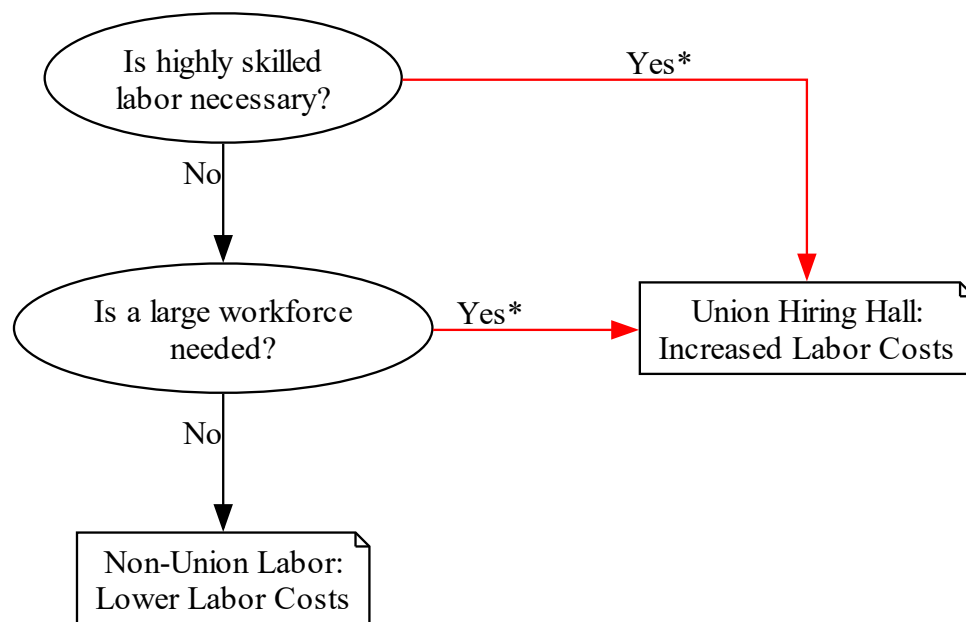 Is highly skilled
labor necessary?
Yes*
No
Is a large workforce
needed?
Yes*
Union Hiring Hall:
Increased Labor Costs
No
Non-Union Labor:
Lower Labor Costs